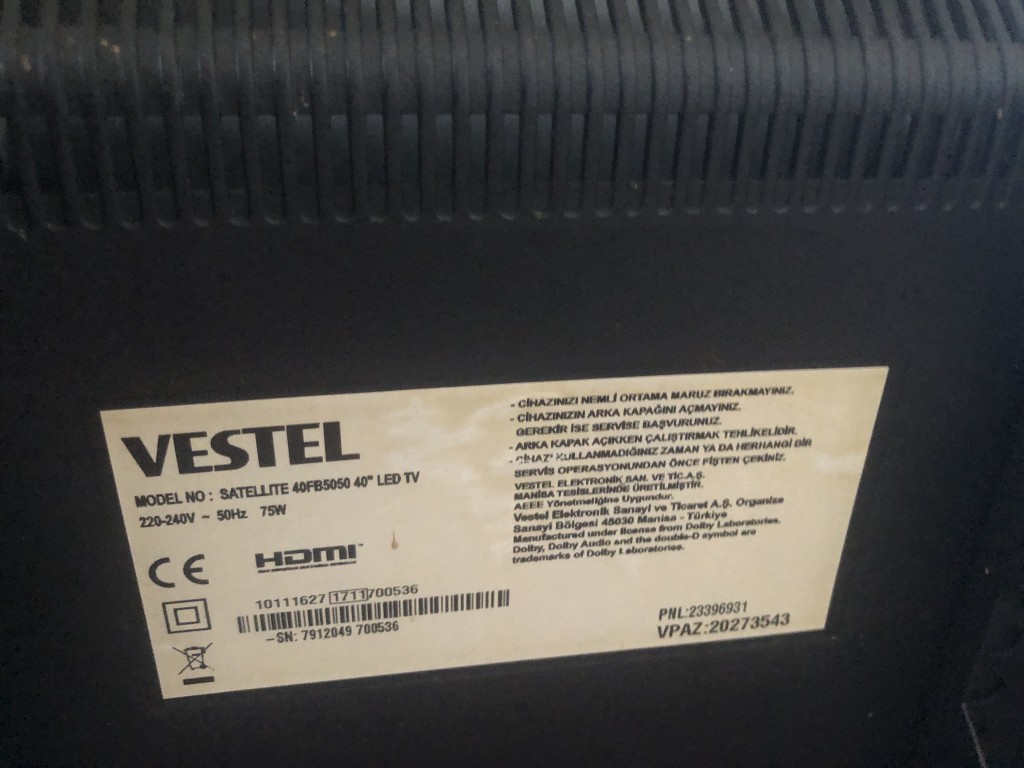 VESTEL
MODEL NO : SATELLITE 40FB5050 40" LED TV
220-240V ~ 50Hz 75W
CE
HDMI
10111627 1711 700536
-SN: 7912049 700536
- CİHAZINIZI NEMLİ ORTAMA MARUZ BIRAKMAYINIZ.
- CİHAZINIZIN ARKA KAPAĞINI AÇMAYINIZ.
GEREKİR İSE SERVİSE BAŞVURUNUZ.
- ARKA KAPAK AÇIKKEN ÇALIŞTIRMAK TEHLİKELİDİR.
- CİHAZI KULLANMADIĞINIZ ZAMAN YA DA HERHANGİ BİR
SERVİS OPERASYONUNDAN ÖNCE FİŞTEN ÇEKİNİZ.
VESTEL ELEKTRONİK SAN. VE TİC.A.Ş.
MANİSA TESİSLERİNDE ÜRETİLMİŞTİR.
AEEE Yönetmeliğine Uygundur.
Vestel Elektronik Sanayi ve Ticaret A.Ş. Organize
Sanayi Bölgesi 45030 Manisa - Türkiye
Manufactured under license from Dolby Laboratories.
Dolby, Dolby Audio and the double-D symbol are
trademarks of Dolby Laboratories.
PNL:23396931
VPAZ:20273543